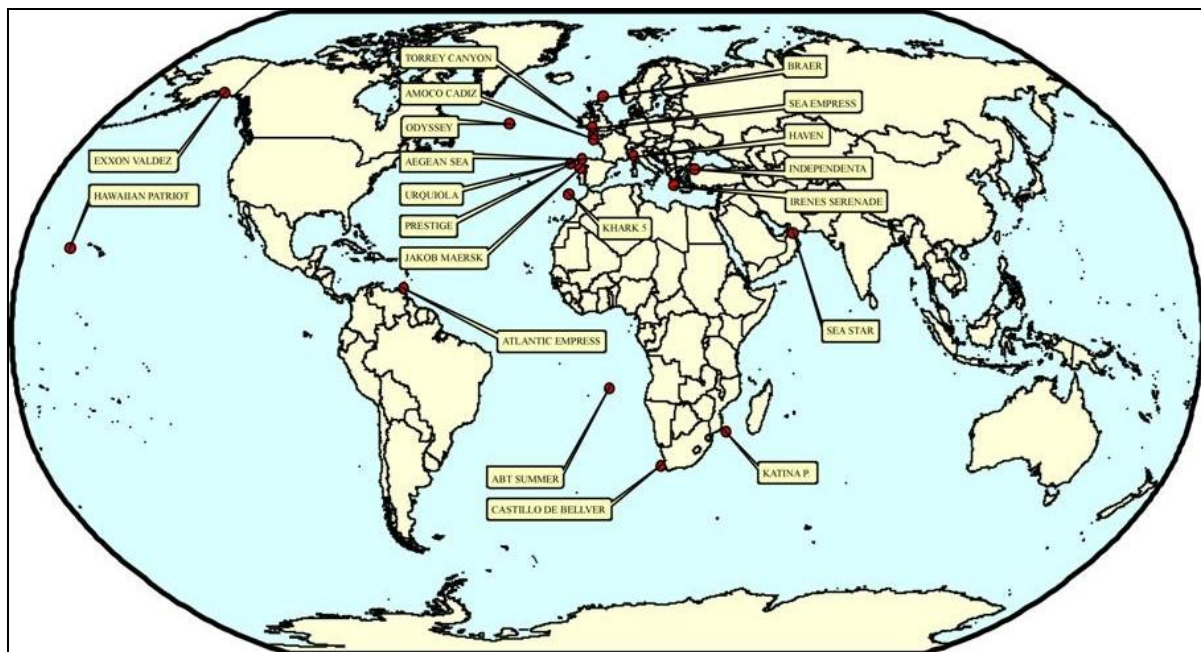 TORREY CANYON
BRAER
AMOCO CADIZ
SEA EMPRESS
ODYSSEY
HAVEN
EXXON VALDEZ
AEGEAN SEA
INDEPENDENTA
HAWAIIAN PATRIOT
URQUIOLA
IRENES SERENADE
PRESTIGE
KHARK 5
JAKOB MAERSK
SEA STAR
ATLANTIC EMPRESS
ABT SUMMER
KATINA P.
CASTILLO DE BELLVER